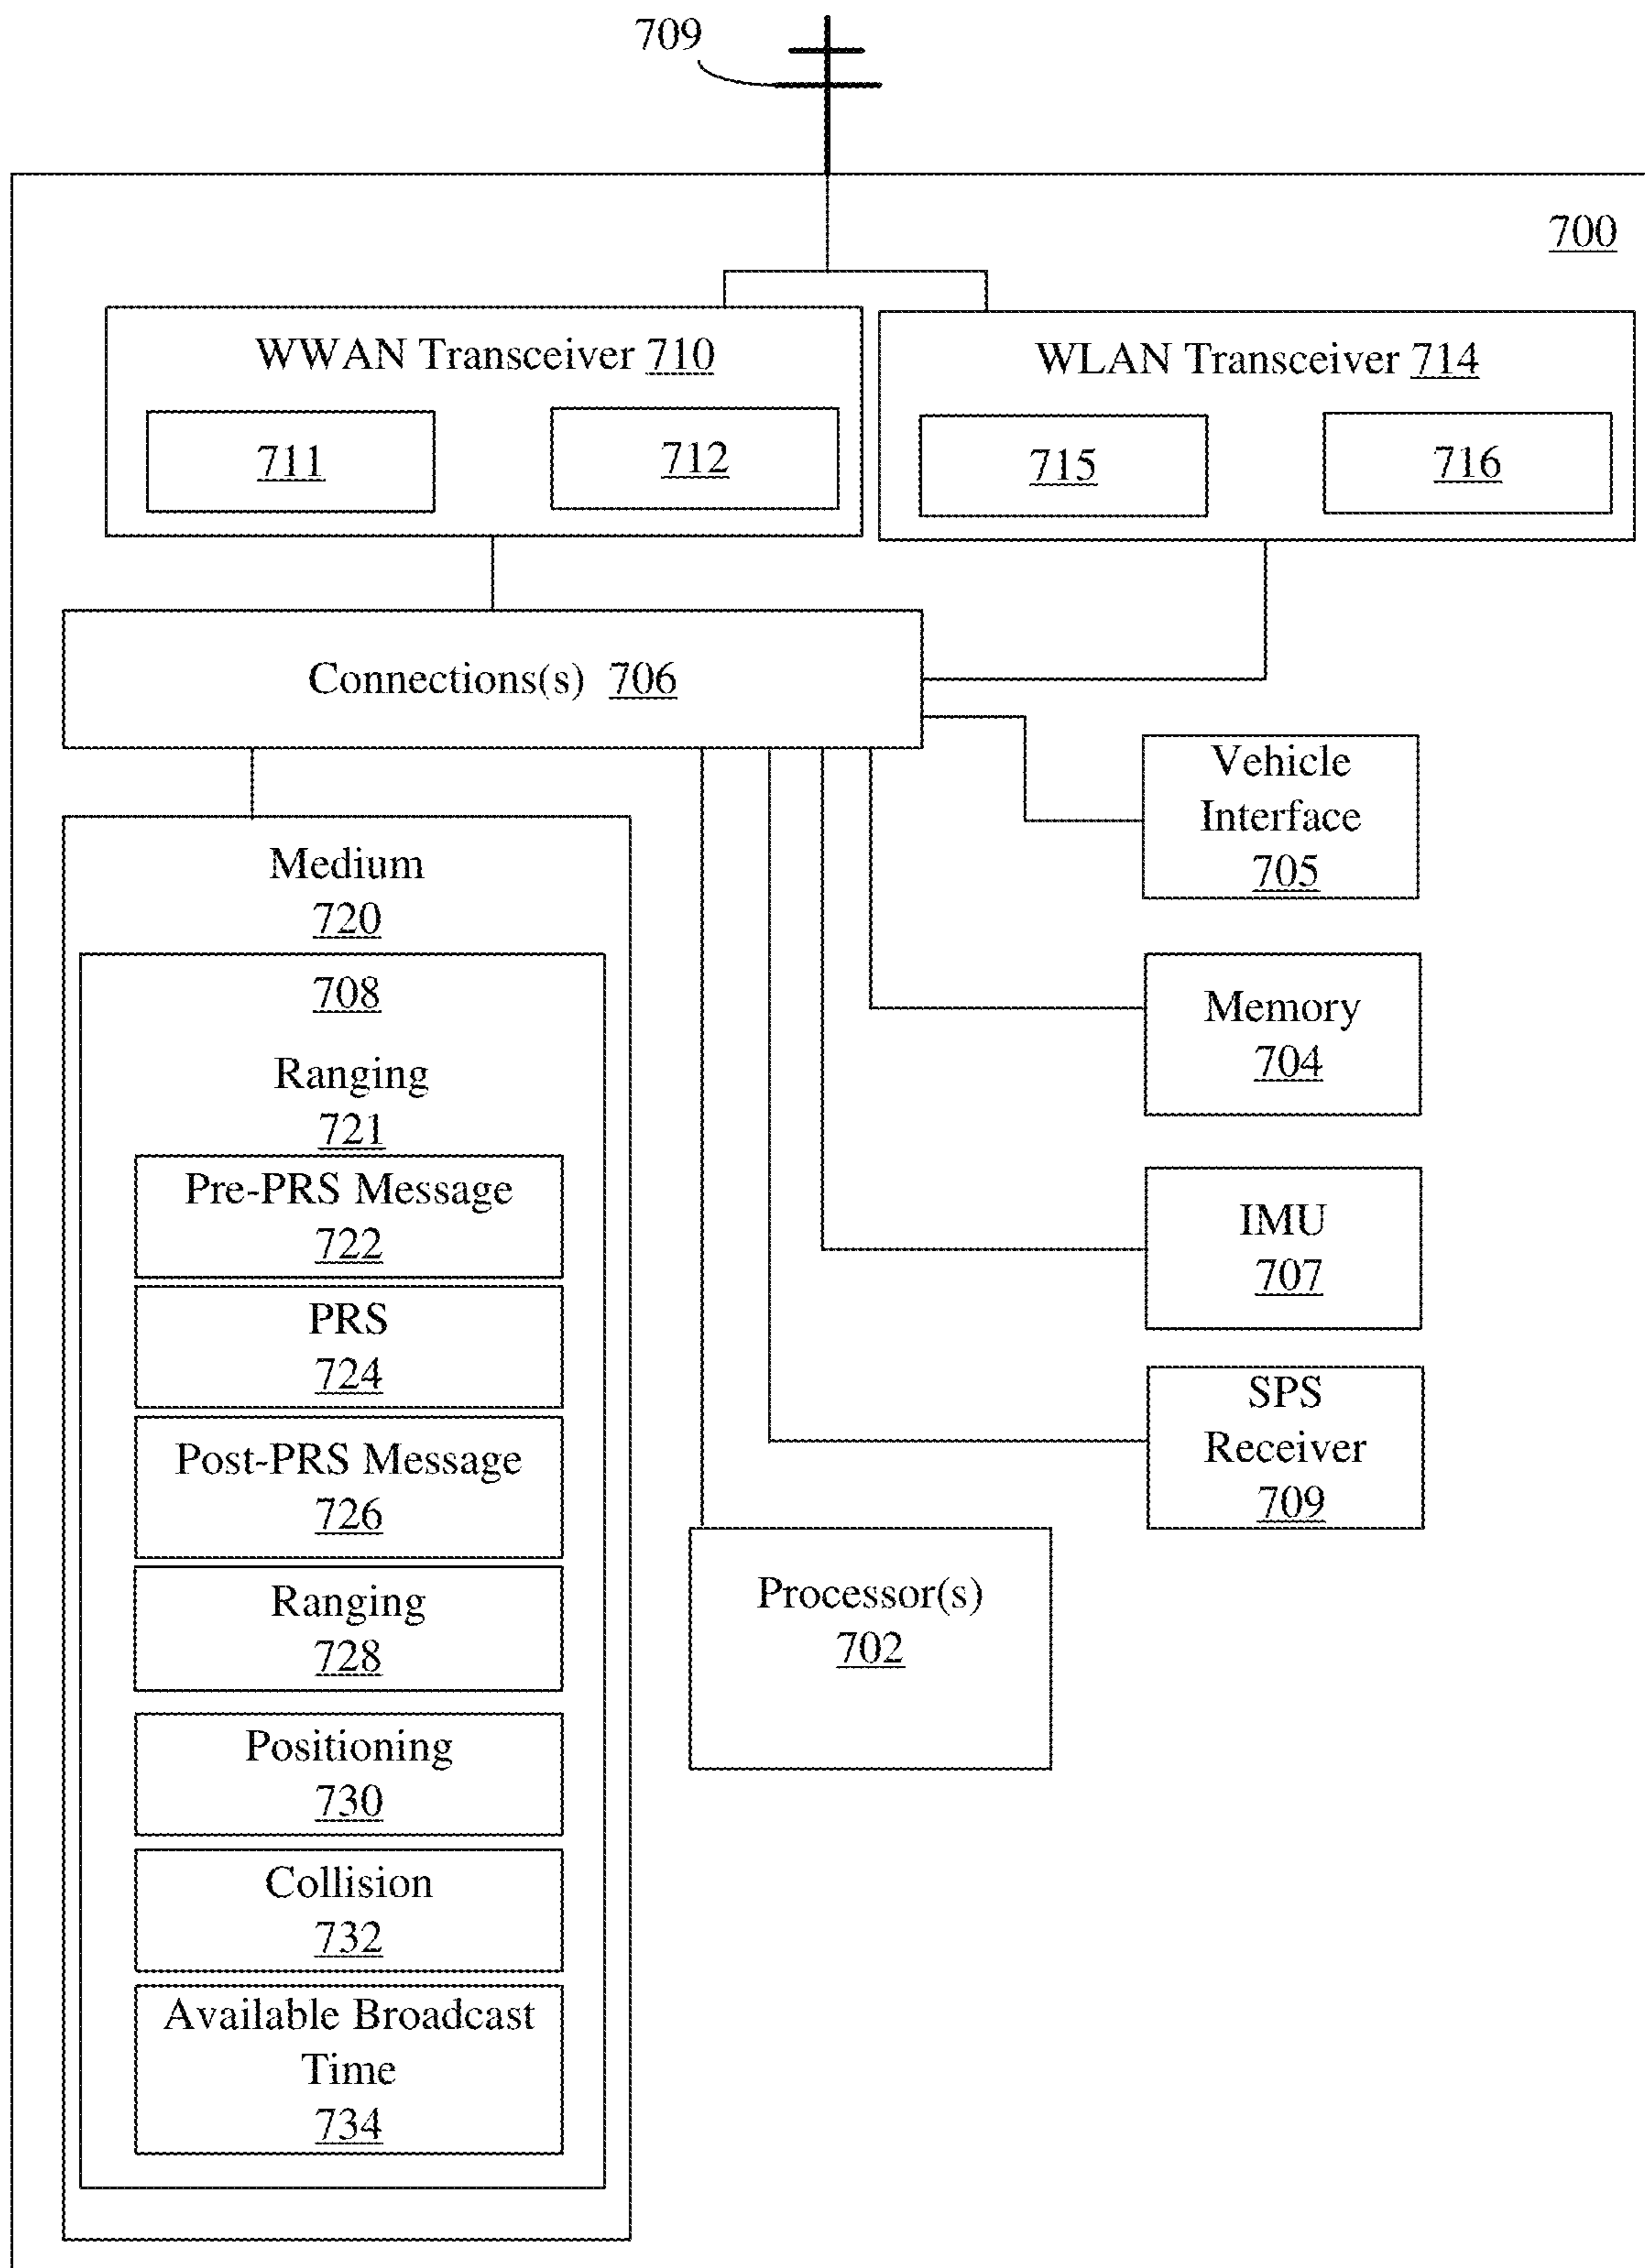 709
700
WWAN Transceiver 710
711
712
WLAN Transceiver 714
715
716
Connections(s) 706
Vehicle
Interface
705
Medium
720
708
Ranging
721
Pre-PRS Message
722
PRS
724
Post-PRS Message
726
Ranging
728
Positioning
730
Collision
732
Available Broadcast
Time
734
Memory
704
IMU
707
SPS
Receiver
709
Processor(s)
702